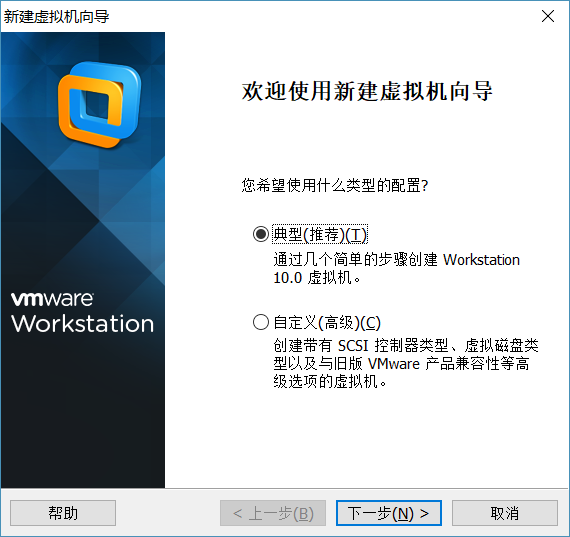 新建虚拟机向导
欢迎使用新建虚拟机向导
您希望使用什么类型的配置?
典型(推荐)(T)
通过几个简单的步骤创建 Workstation
10.0 虚拟机。
vmware
Workstation
自定义(高级)(C)
创建带有 SCSI 控制器类型、虚拟磁盘类
型以及与旧版 VMware 产品兼容性等高
级选项的虚拟机。
帮助
< 上一步(B)
下一步(N) >
取消